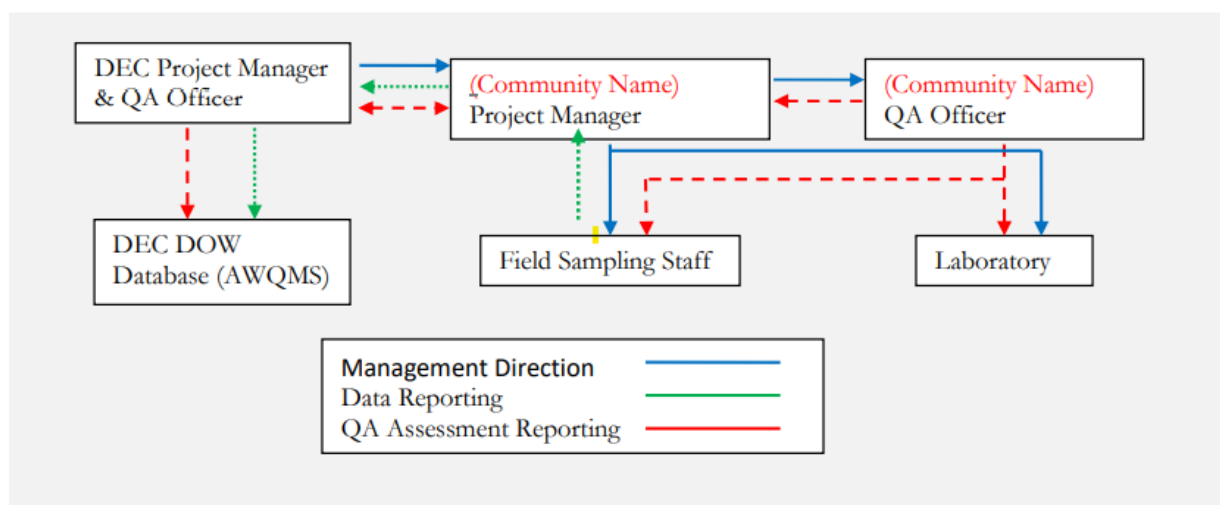 DEC Project Manager
& QA Officer
(Community Name)
Project Manager
(Community Name)
QA Officer
DEC DOW
Database (AWQMS)
Field Sampling Staff
Laboratory
Management Direction
Data Reporting
QA Assessment Reporting